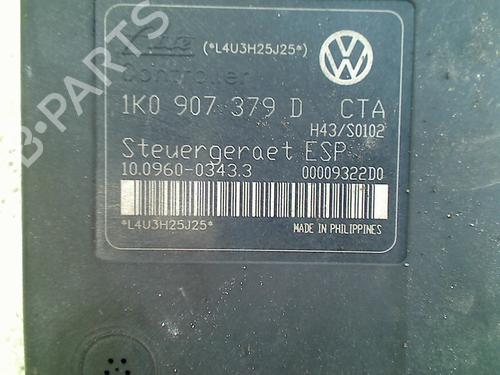 (*L4U3H25J25*)
Controller
1K0 907 379 D CTA
H43/S0102
Steuergeraet ESP
10.0960-0343.3 00009322D0
*L4U3H25J25*
MADE IN PHILIPPINES
B-PARTS